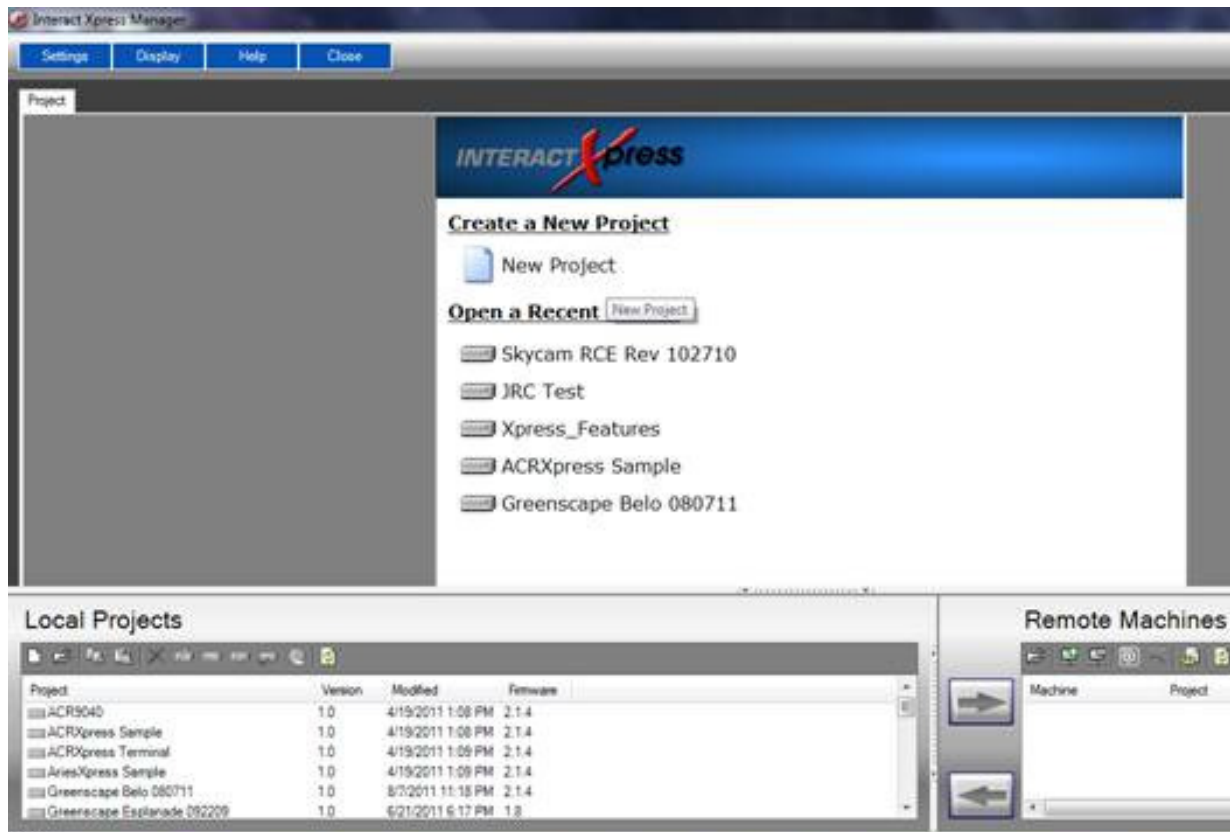 Interact Xpress Manager
Settings Display Help Close
Project
INTERACT Xpress
Create a New Project
New Project
Open a Recent
New Project
Skycam RCE Rev 102710
JRC Test
Xpress_Features
ACRXpress Sample
Greenscape Belo 080711
Local Projects
Remote Machines
Project Version Modified Firmware
Machine Project
ACR9040 1.0 4/19/2011 1:08 PM 2.1.4
ACRXpress Sample 1.0 4/19/2011 1:08 PM 2.1.4
ACRXpress Terminal 1.0 4/19/2011 1:09 PM 2.1.4
AriesXpress Sample 1.0 4/19/2011 1:09 PM 2.1.4
Greenscape Belo 080711 1.0 8/7/2011 11:18 PM 2.1.4
Greenscape Esplanade 092209 1.0 6/21/2011 6:17 PM 1.8